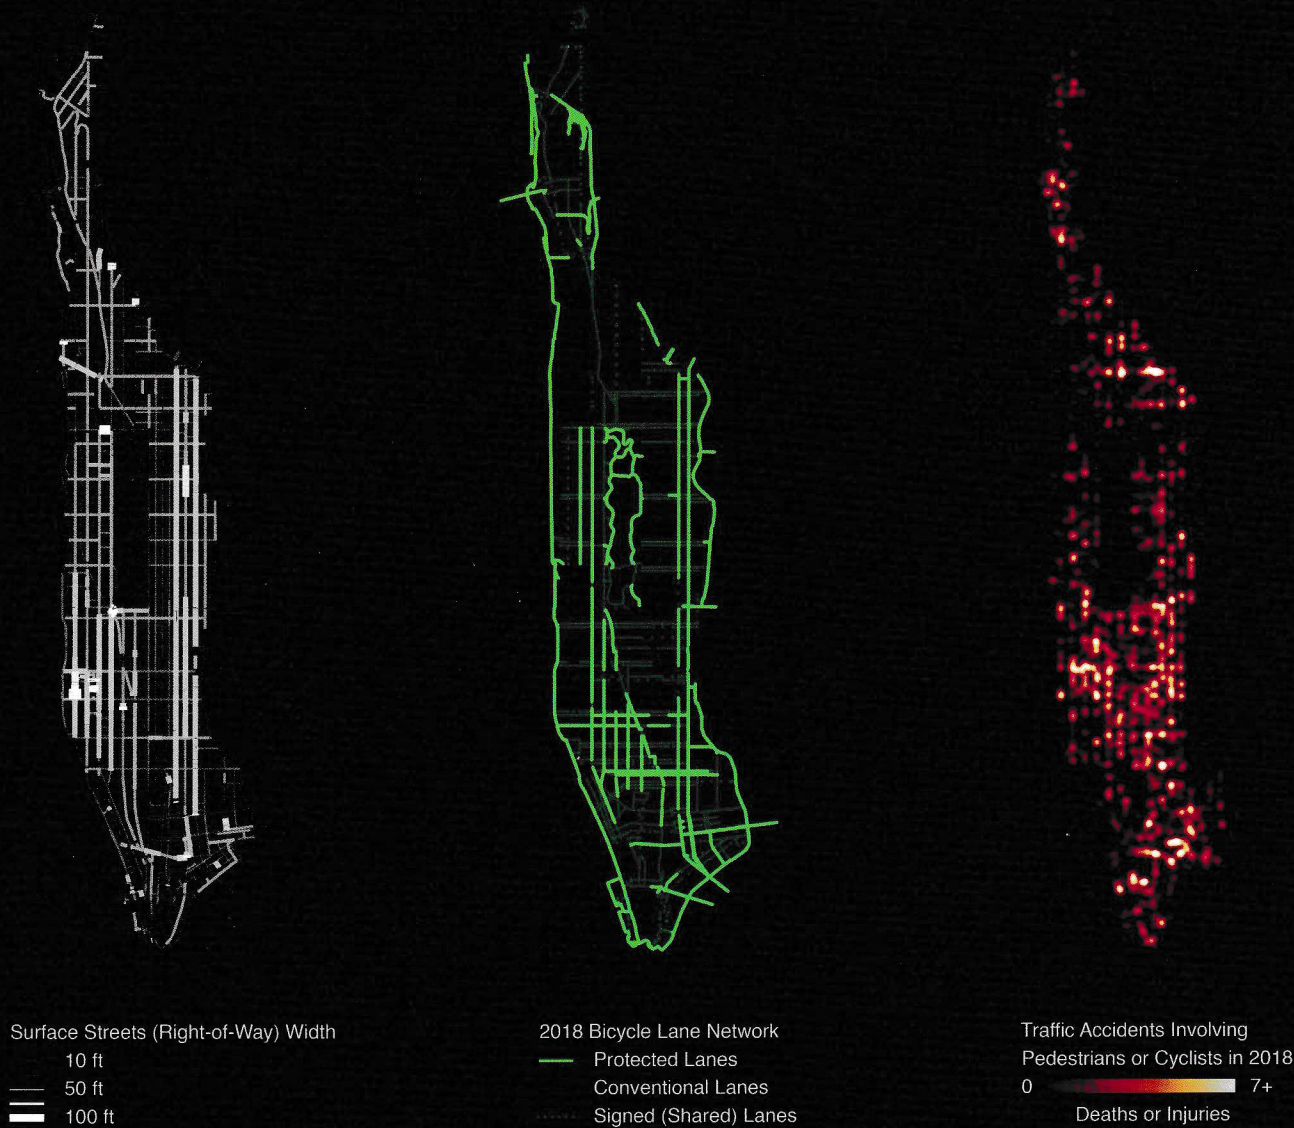 Surface Streets (Right-of-Way) Width
10 ft
50 ft
100 ft
2018 Bicycle Lane Network
Protected Lanes
Conventional Lanes
Signed (Shared) Lanes
Traffic Accidents Involving
Pedestrians or Cyclists in 2018
0 7+
Deaths or Injuries